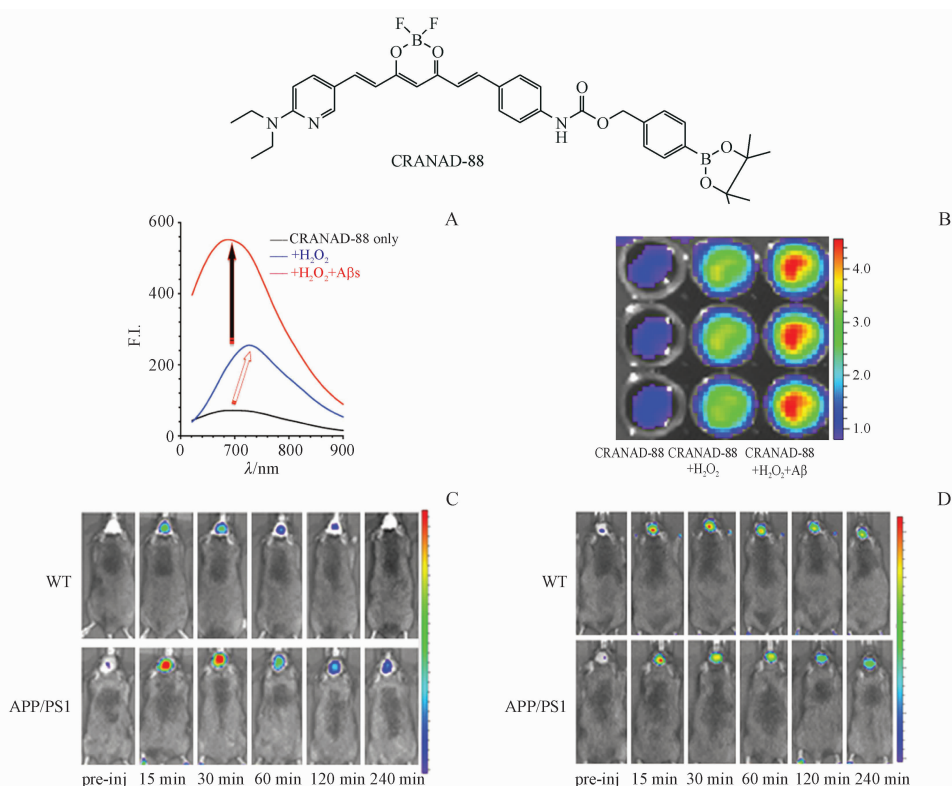 F F
B
O O
N
N
N
H
O
O
B
O
O
CRANAD-88
A
600
400
200
0
F.I.
CRANAD-88 only
+H₂O₂
+H₂O₂+Aβs
0 700 800 900
λ/nm
B
4.0
3.0
2.0
1.0
CRANAD-88 CRANAD-88 CRANAD-88
+H₂O₂ +H₂O₂+Aβ
C
WT
APP/PS1
pre-inj 15 min 30 min 60 min 120 min 240 min
D
WT
APP/PS1
pre-inj 15 min 30 min 60 min 120 min 240 min